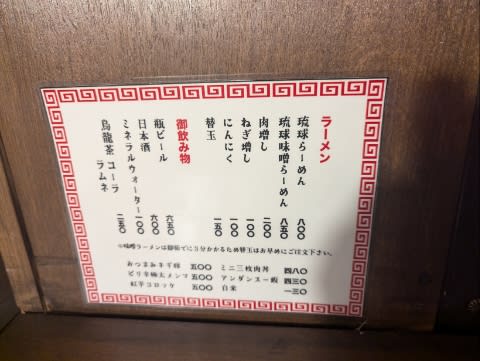 ラーメン
琉球らーめん 八〇〇
琉球味噌らーめん 八五〇
肉増し 二〇〇
ねぎ増し 一〇〇
にんにく 一〇〇
替玉 一五〇
御飲み物
瓶ビール 六五〇
日本酒 六〇〇
ミネラルウォーター 一〇〇
烏龍茶 コーラ ラムネ 二五〇
※味噌ラーメンは御飯でに5分かかるため替玉はお早めにご注文下さい。
おつまみネギ豚 五〇〇 ミニ三枚肉丼 四八〇
ピリ辛極太メンマ 五〇〇 アンダンスー飯 四三〇
紅芋コロッケ 五〇〇 白米 一三〇